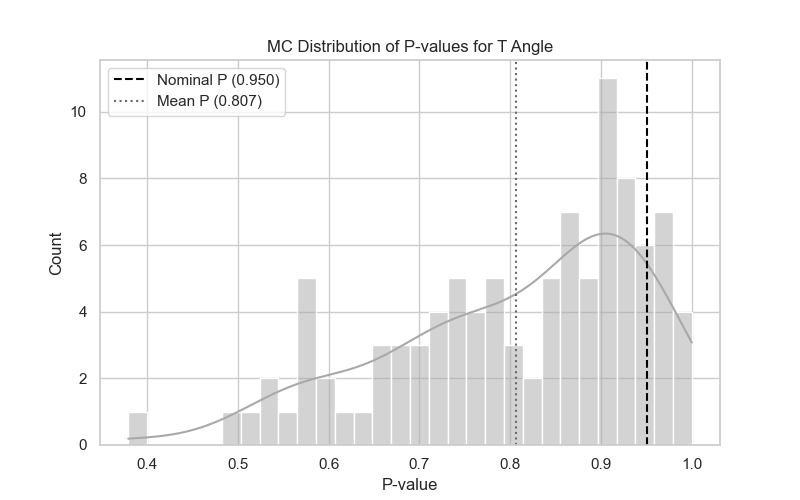 MC Distribution of P-values for T Angle
Nominal P (0.950)
Mean P (0.807)
Count
10
8
6
4
2
0
0.4 0.5 0.6 0.7 0.8 0.9 1.0
P-value